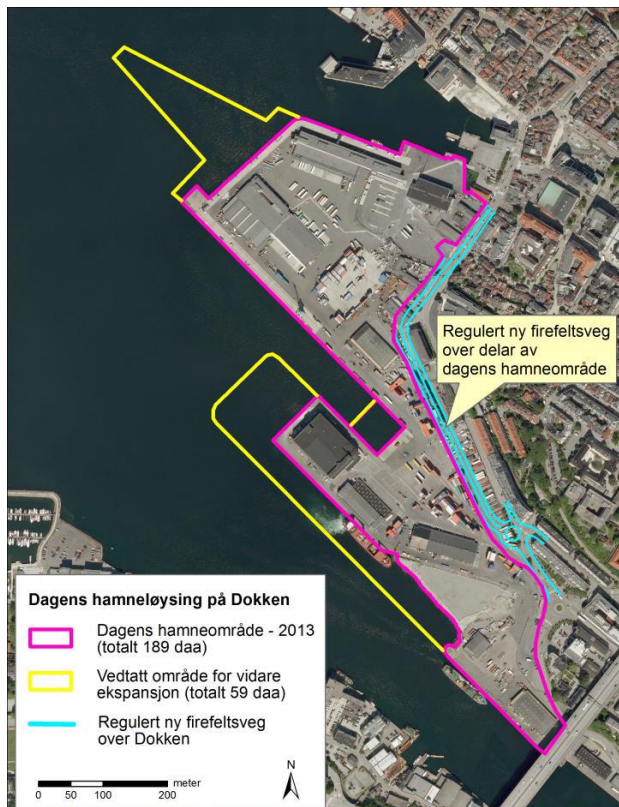 Regulert ny firefeltsveg
over delar av
dagens hamneområde
Dagens hamneløysing på Dokken
Dagens hamneområde - 2013
(totalt 189 daa)
Vedtatt område for vidare
ekspansjon (totalt 59 daa)
Regulert ny firefeltsveg
over Dokken
meter
0 50 100 200
N